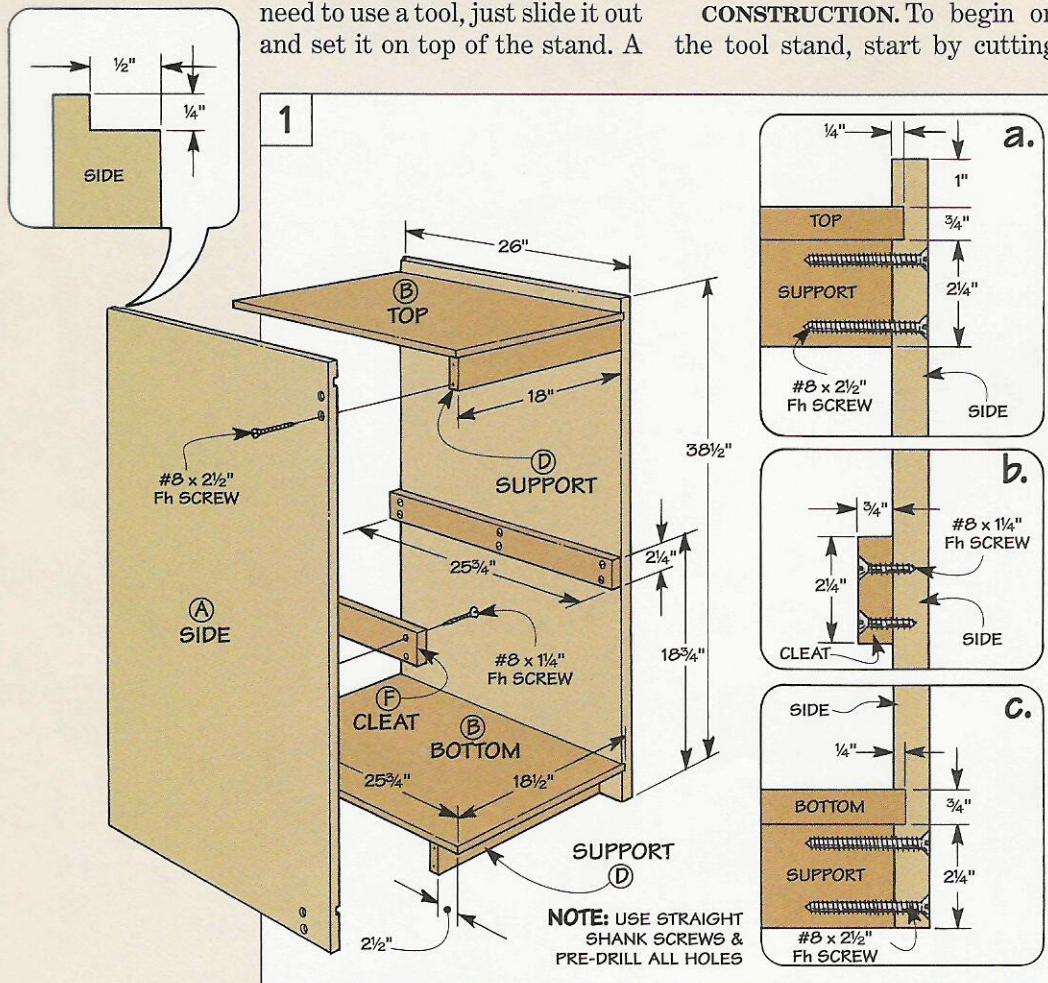 need to use a tool, just slide it out
and set it on top of the stand. A
CONSTRUCTION. To begin on
the tool stand, start by cutting
½"
¼"
SIDE
1
26"
B
TOP
18"
#8 x 2½"
Fh SCREW
D
SUPPORT
38½"
25¾"
2¼"
A
SIDE
#8 x 1¼"
Fh SCREW
18¾"
F
CLEAT
B
BOTTOM
25¾"
18½"
SUPPORT
D
2½"
NOTE: USE STRAIGHT
SHANK SCREWS &
PRE-DRILL ALL HOLES
a.
¼"
1"
TOP
¾"
SUPPORT
2¼"
#8 x 2½"
Fh SCREW
SIDE
b.
¾"
#8 x 1¼"
Fh SCREW
2¼"
SIDE
CLEAT
c.
SIDE
¼"
BOTTOM
¾"
SUPPORT
2¼"
#8 x 2½"
Fh SCREW